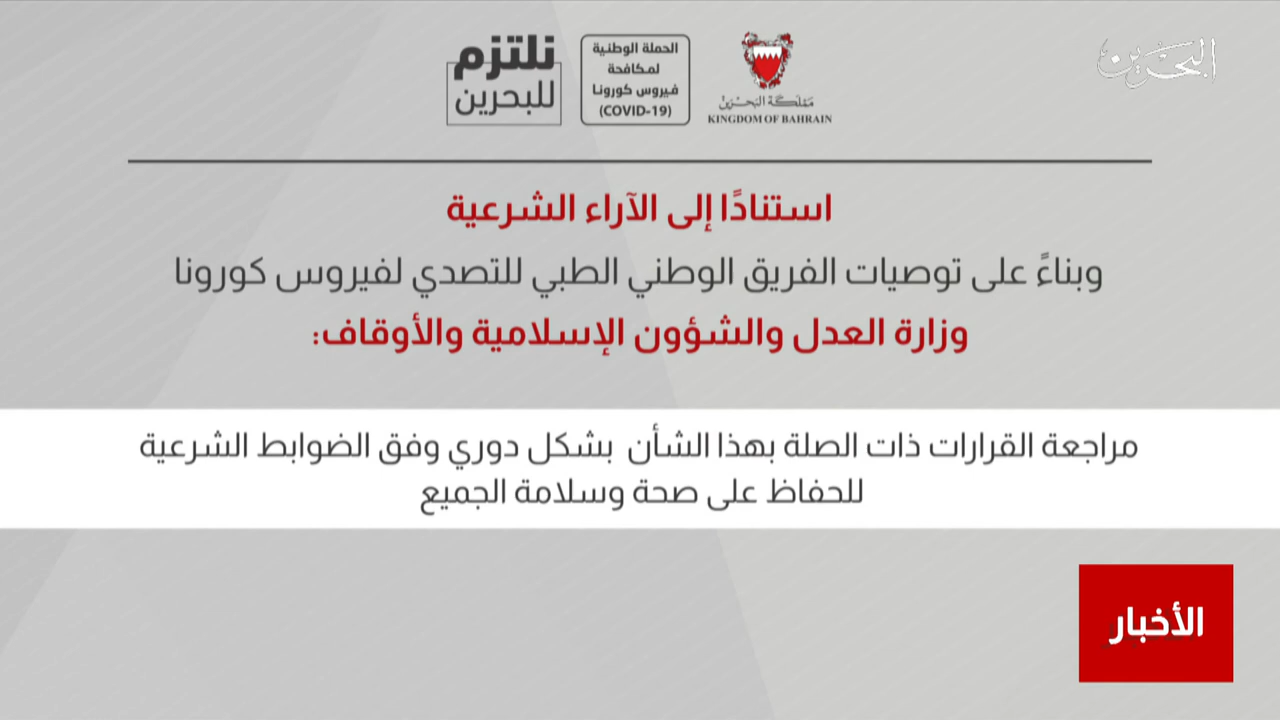 البحرين
مملكة البحرين
KINGDOM OF BAHRAIN
الحملة الوطنية
لمكافحة
فيروس كورونا
(COVID-19)
نلتزم
للبحرين
استنادًا إلى الآراء الشرعية
وبناءً على توصيات الفريق الوطني الطبي للتصدي لفيروس كورونا
وزارة العدل والشؤون الإسلامية والأوقاف:
مراجعة القرارات ذات الصلة بهذا الشأن بشكل دوري وفق الضوابط الشرعية
للحفاظ على صحة وسلامة الجميع
الأخبار